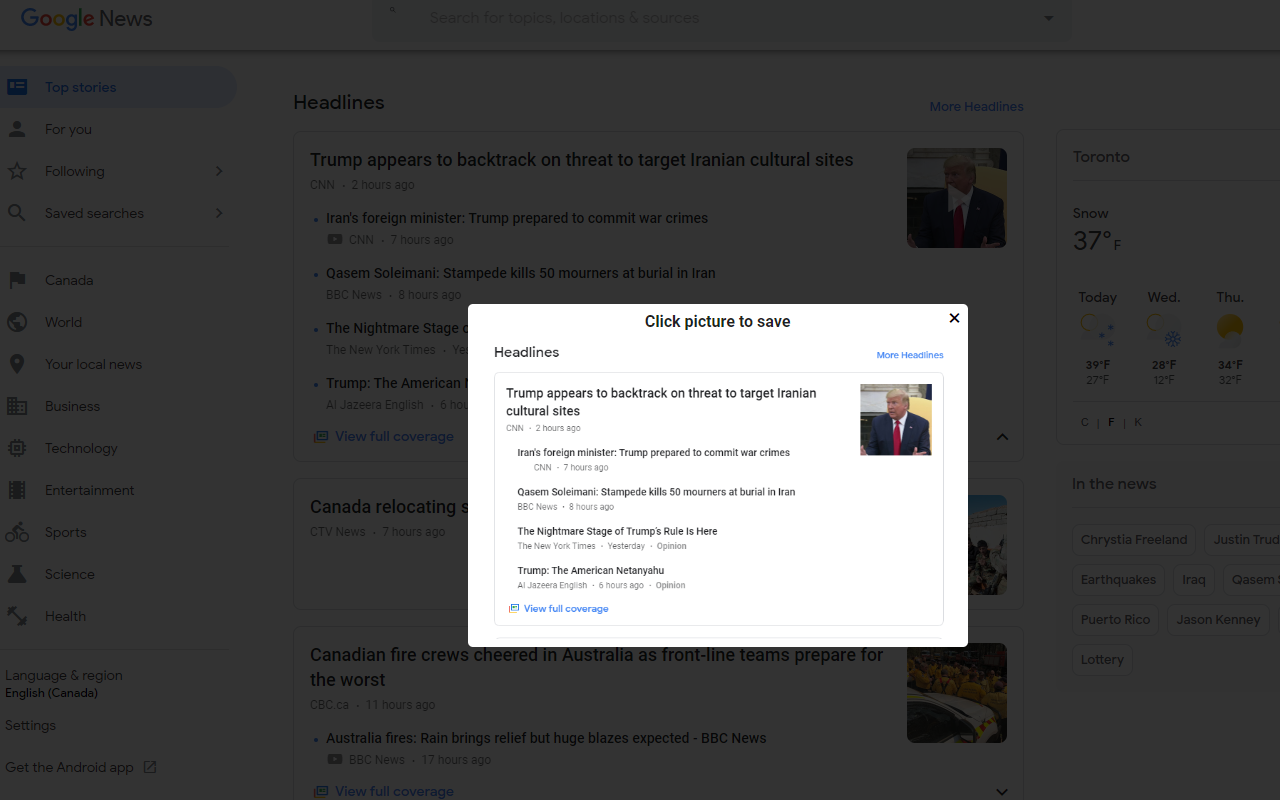 Google News
Search for topics, locations & sources
Top stories
For you
Following
Saved searches
Canada
World
Your local news
Business
Technology
Entertainment
Sports
Science
Health
Language & region
English (Canada)
Settings
Get the Android app
Headlines
More Headlines
Trump appears to backtrack on threat to target Iranian cultural sites
CNN • 2 hours ago
Iran's foreign minister: Trump prepared to commit war crimes
CNN • 7 hours ago
Qasem Soleimani: Stampede kills 50 mourners at burial in Iran
BBC News • 8 hours ago
The Nightmare Stage
The New York Times •
Trump: The American
Al Jazeera English • 6
View full coverage
Canada relocating
CTV News • 7 hours ago
Canadian fire crews cheered in Australia as front-line teams prepare for
the worst
CBC.ca • 11 hours ago
Australia fires: Rain brings relief but huge blazes expected - BBC News
BBC News • 17 hours ago
View full coverage
Click picture to save
Headlines
More Headlines
Trump appears to backtrack on threat to target Iranian
cultural sites
CNN • 2 hours ago
Iran's foreign minister: Trump prepared to commit war crimes
CNN • 7 hours ago
Qasem Soleimani: Stampede kills 50 mourners at burial in Iran
BBC News • 8 hours ago
The Nightmare Stage of Trump's Rule Is Here
The New York Times • Yesterday • Opinion
Trump: The American Netanyahu
Al Jazeera English • 6 hours ago • Opinion
View full coverage
Toronto
Snow
37° F
Today Wed. Thu.
39°F 28°F 34°F
27°F 12°F 32°F
C | F | K
In the news
Chrystia Freeland Justin Trud
Earthquakes Iraq Qasem
Puerto Rico Jason Kenney
Lottery